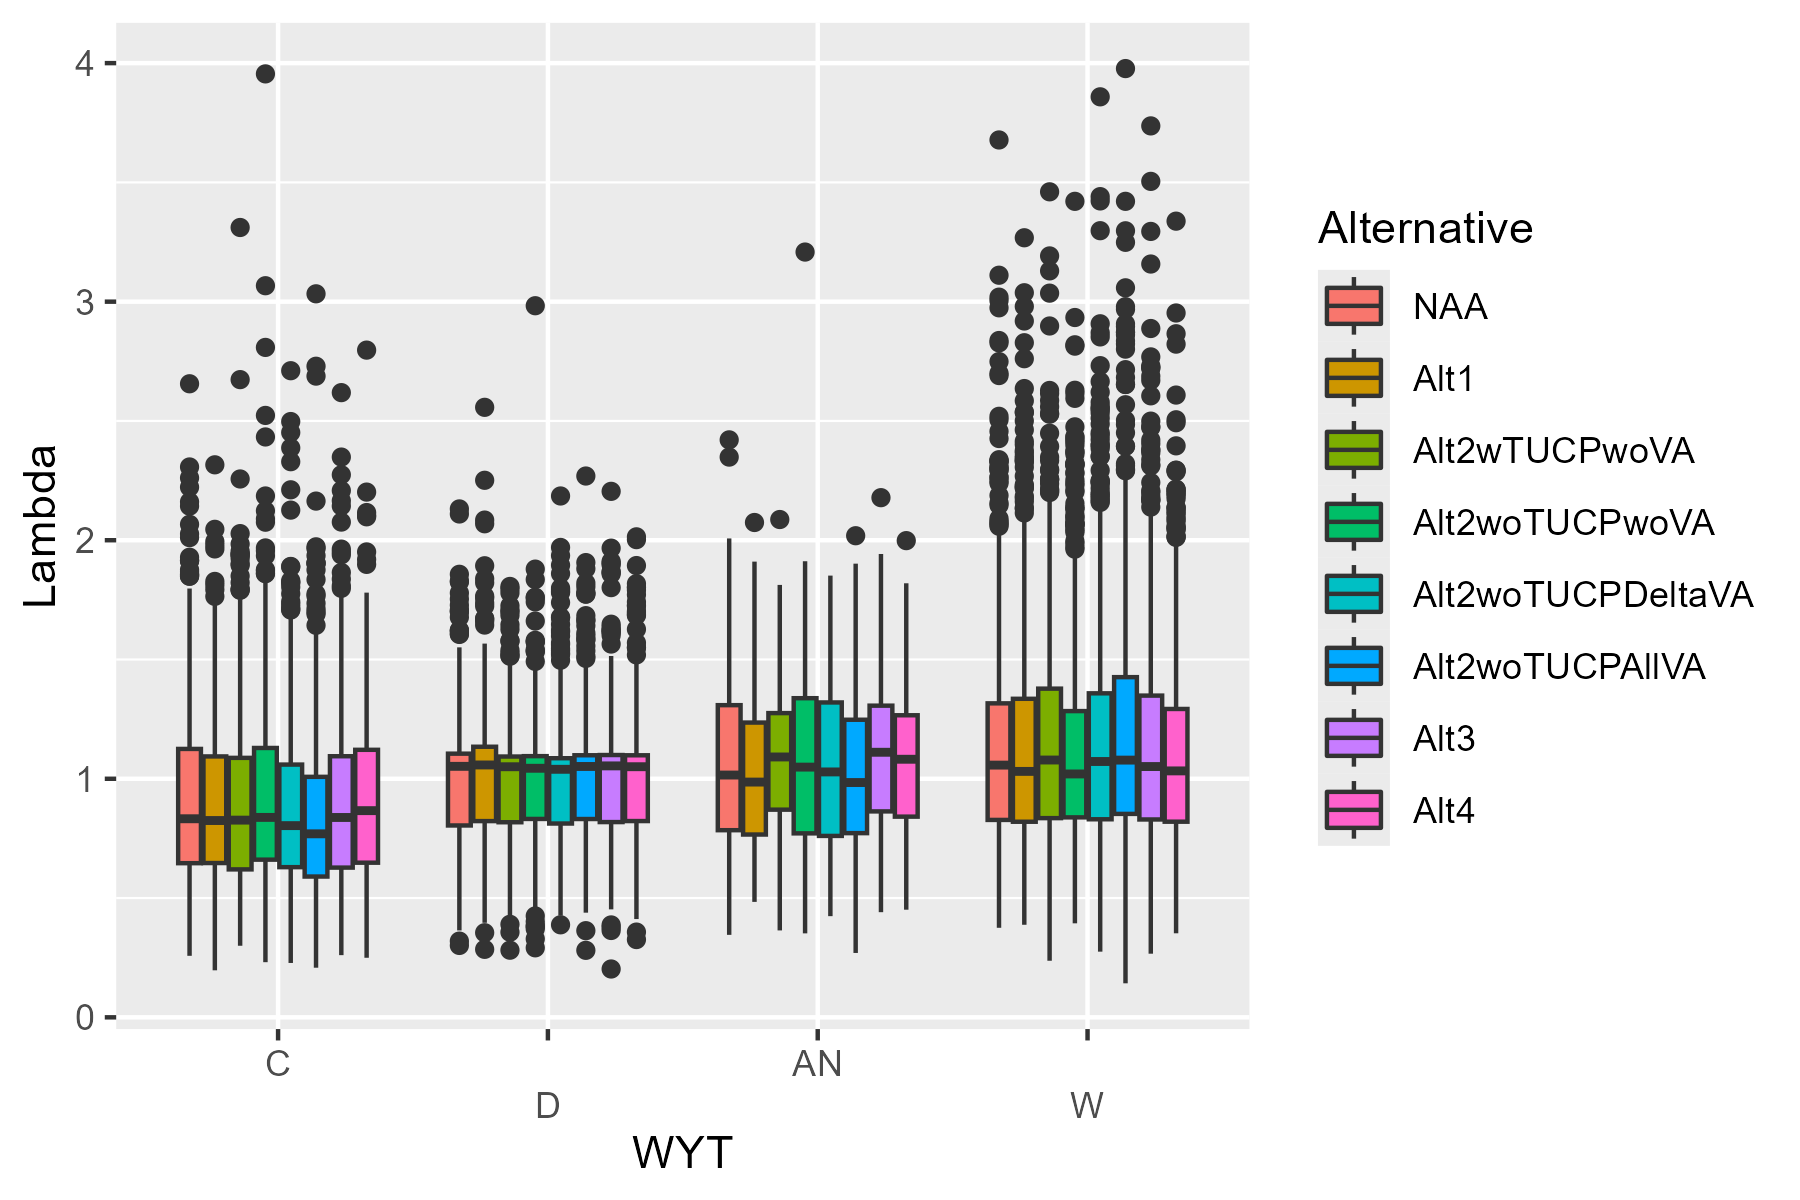 4
3
2
1
0
Lambda
C
D
AN
W
WYT
Alternative
NAA
Alt1
Alt2wTUCPwoVA
Alt2woTUCPwoVA
Alt2woTUCPDeltaVA
Alt2woTUCPAllVA
Alt3
Alt4